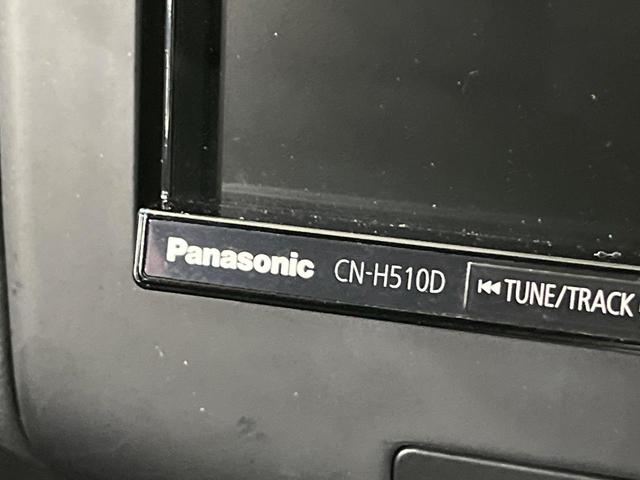 Panasonic CN-H510D ⏮TUNE/TRACK